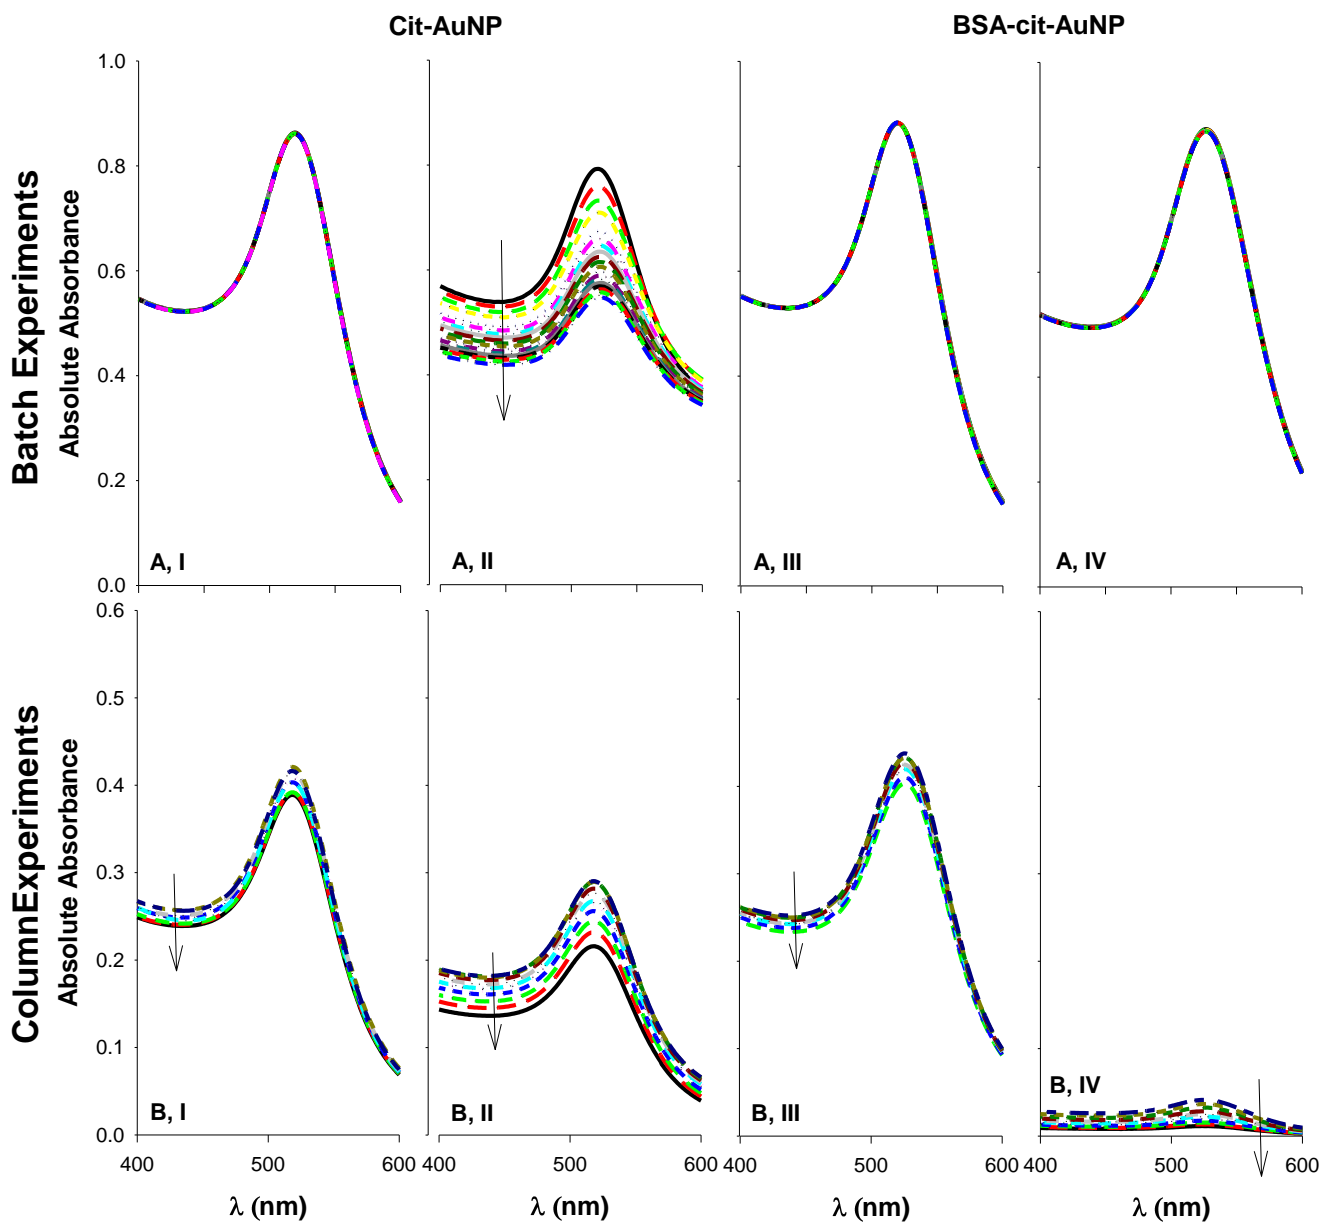 Cit-AuNP BSA-cit-AuNP
Batch Experiments
Absolute Absorbance
1.0
0.8
0.6
0.4
0.2
0.0
A, I A, II A, III A, IV
ColumnExperiments
Absolute Absorbance
0.6
0.5
0.4
0.3
0.2
0.1
0.0
B, I B, II B, III B, IV
400 500 600 400 500 600 400 500 600 400 500 600
λ (nm) λ (nm) λ (nm) λ (nm)